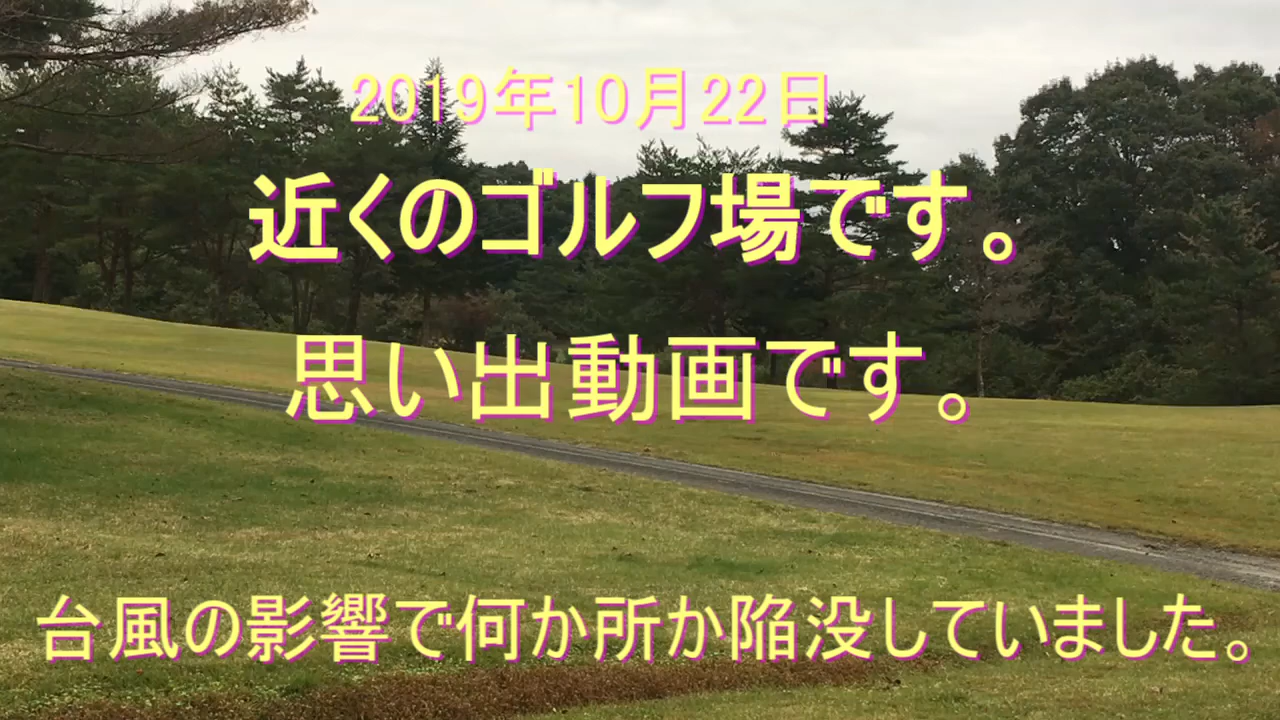 2019年10月22日
近くのゴルフ場です。
思い出動画です。
台風の影響で何か所か陥没していました。